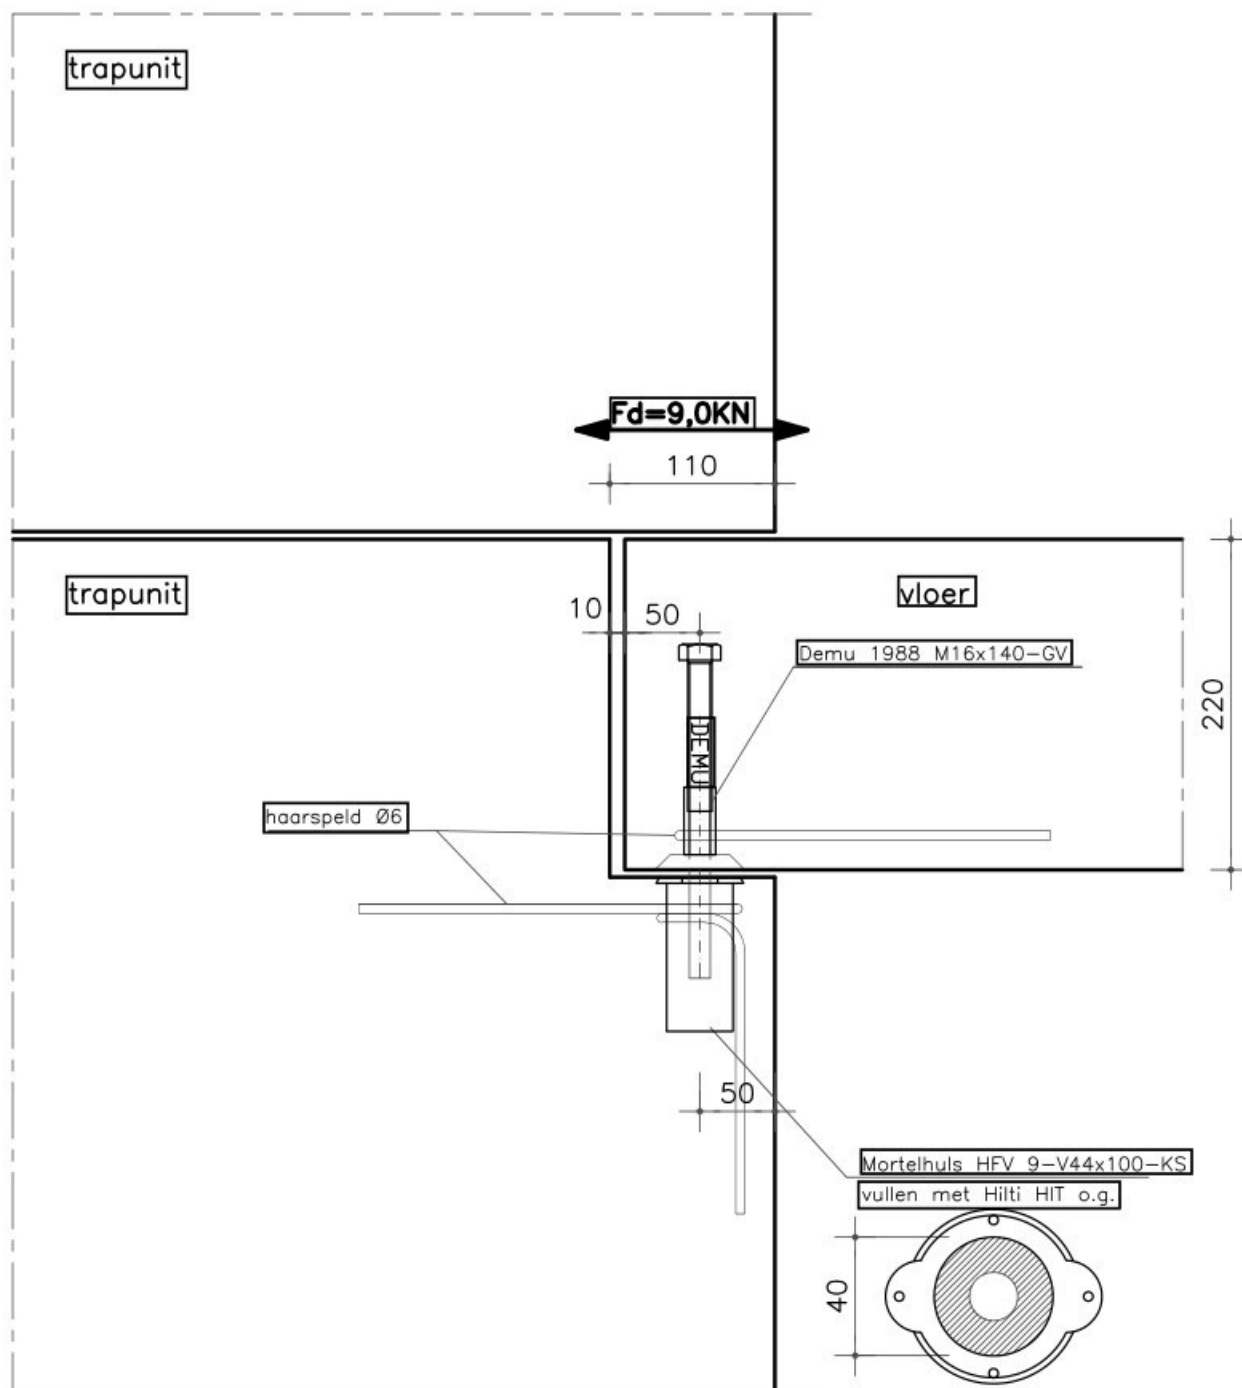 trapunit
Fd=9,0KN
110
trapunit
vloer
10
50
Demu 1988 M16x140-GV
DEMU
220
haarspeld Ø6
50
Mortelhuls HFV 9-V44x100-KS
vullen met Hilti HIT o.g.
40